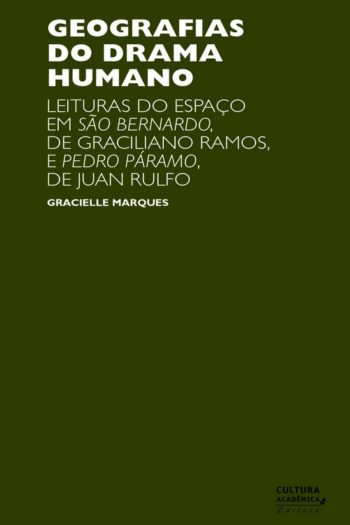 GEOGRAFIAS
DO DRAMA
HUMANO
LEITURAS DO ESPAÇO
EM SÃO BERNARDO,
DE GRACILIANO RAMOS,
E PEDRO PÁRAMO,
DE JUAN RULFO
GRACIELLE MARQUES
CULTURA
ACADÊMICA
Editora